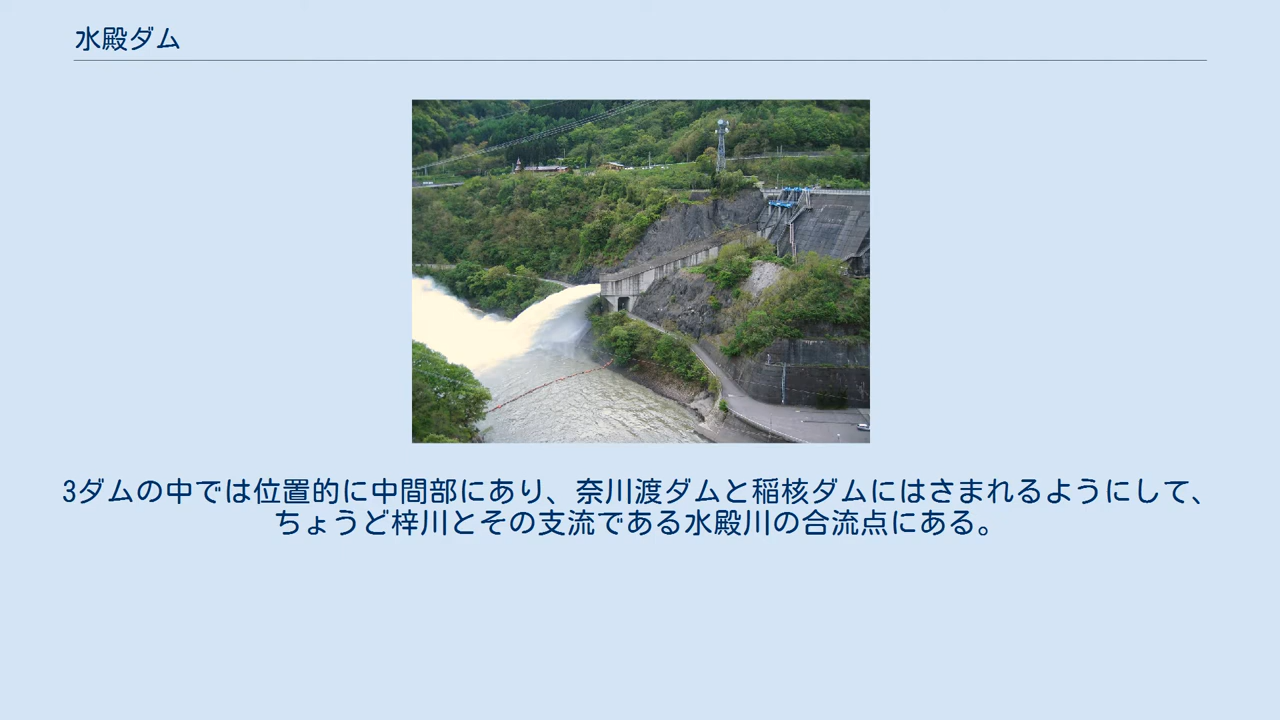 水殿ダム
3ダムの中では位置的に中間部にあり、奈川渡ダムと稲核ダムにはさまれるようにして、
ちょうど梓川とその支流である水殿川の合流点にある。